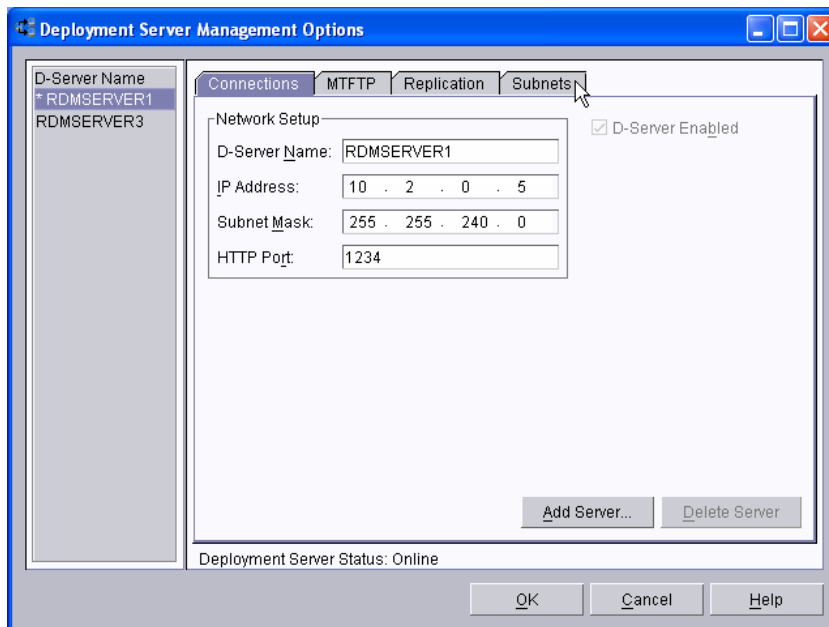 Deployment Server Management Options
D-Server Name
* RDMSERVER1
RDMSERVER3
Connections MTFTP Replication Subnets
Network Setup
D-Server Enabled
D-Server Name: RDMSERVER1
IP Address: 10 . 2 . 0 . 5
Subnet Mask: 255 . 255 . 240 . 0
HTTP Port: 1234
Add Server... Delete Server
Deployment Server Status: Online
OK Cancel Help